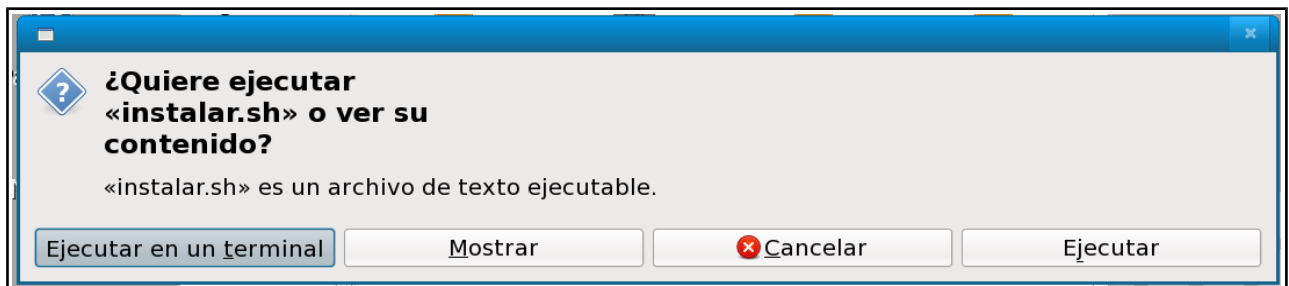 ¿Quiere ejecutar
«instalar.sh» o ver su
contenido?
«instalar.sh» es un archivo de texto ejecutable.
Ejecutar en un terminal Mostrar Cancelar Ejecutar